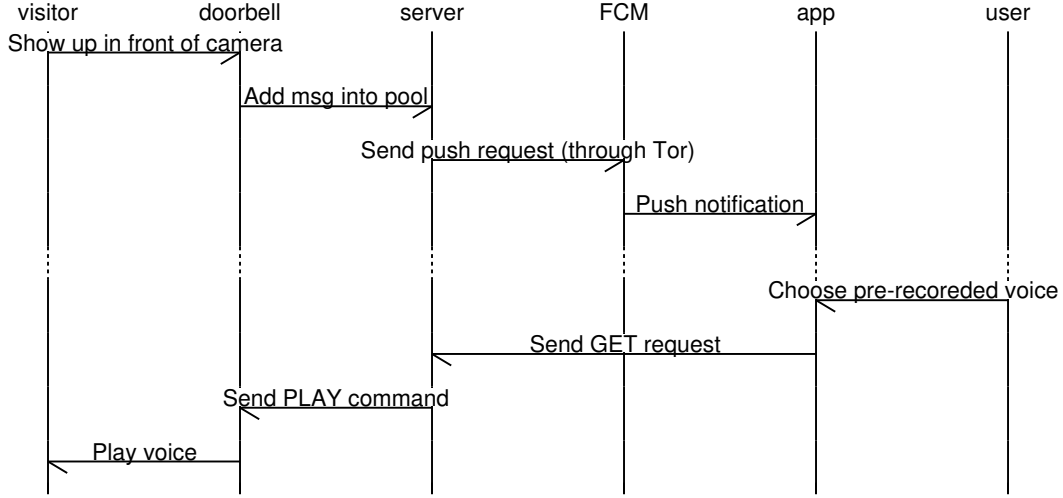 visitor doorbell server FCM app user
Show up in front of camera
Add msg into pool
Send push request (through Tor)
Push notification
Choose pre-recoreded voice
Send GET request
Send PLAY command
Play voice